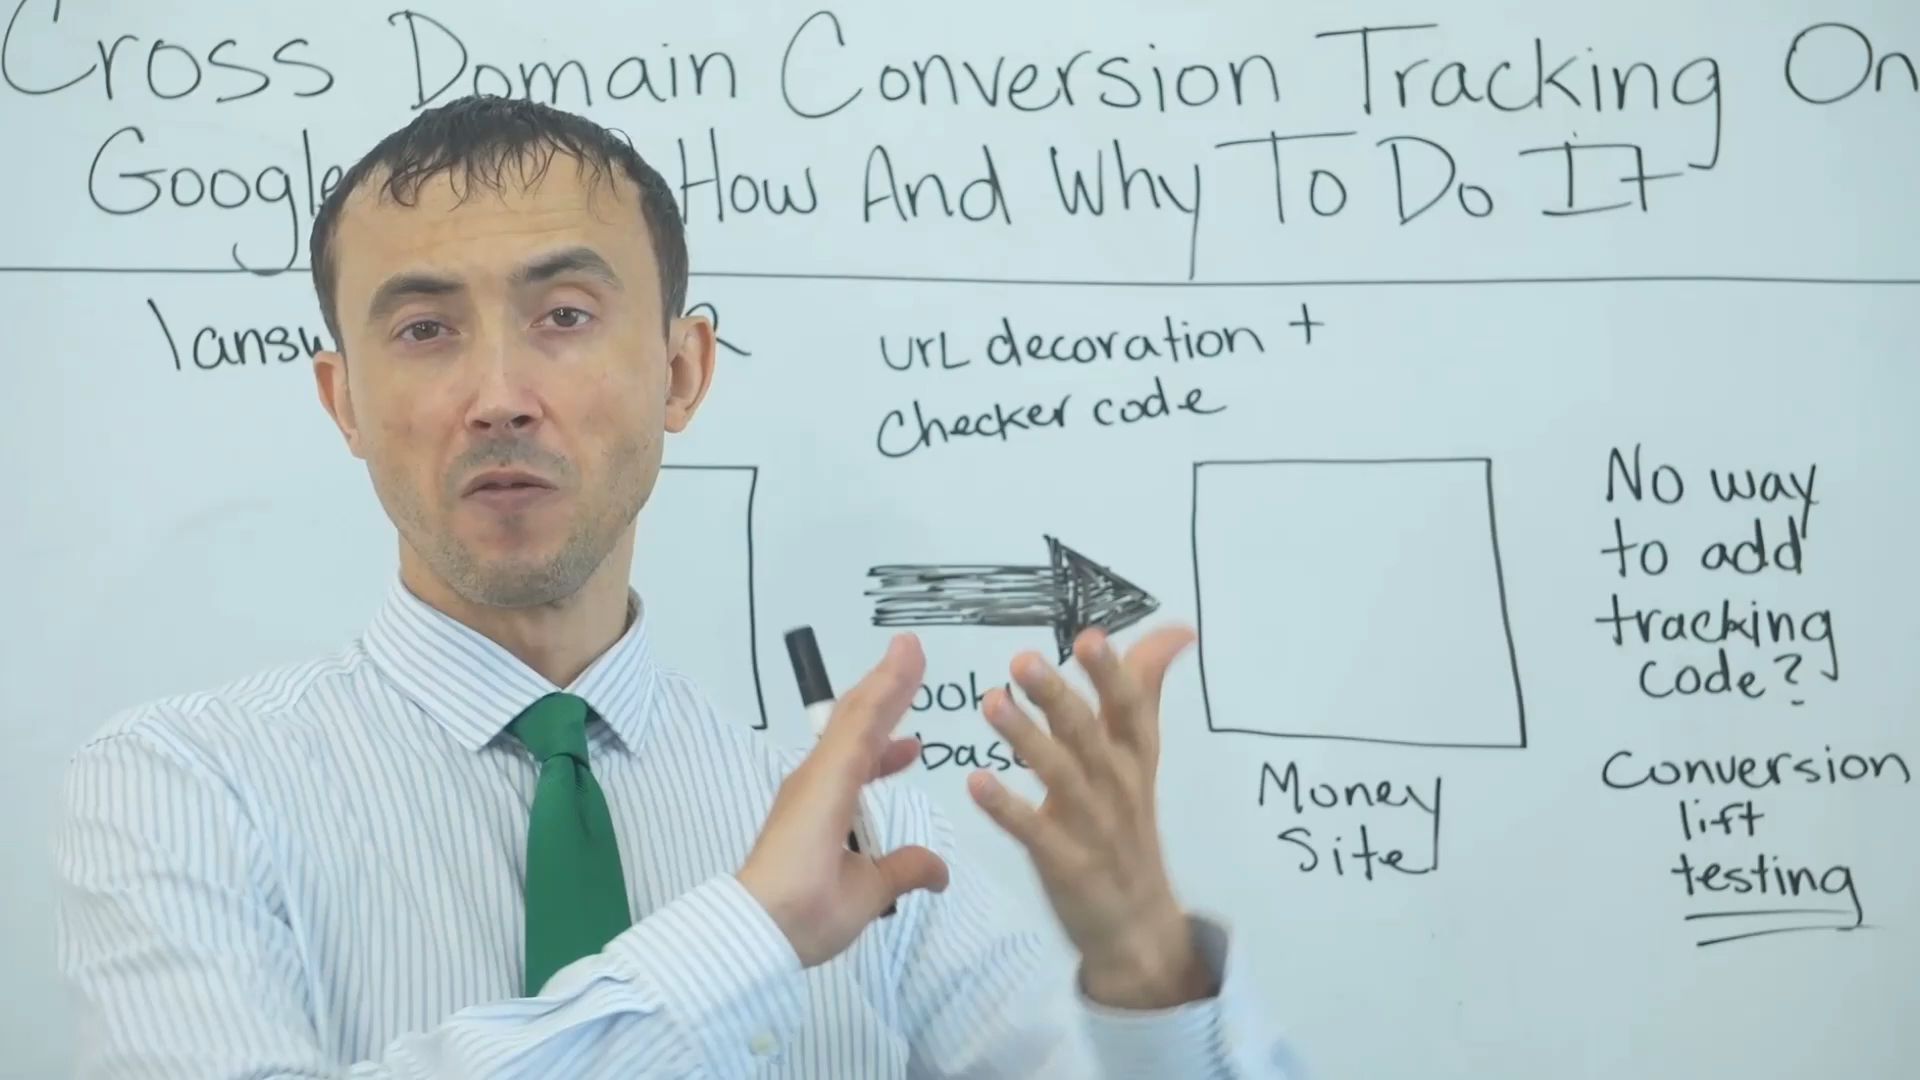 Cross Domain Conversion Tracking On
Google How And Why To Do It
url decoration +
checker code
No way
to add
tracking
code?
Money
Site
Conversion
lift
testing